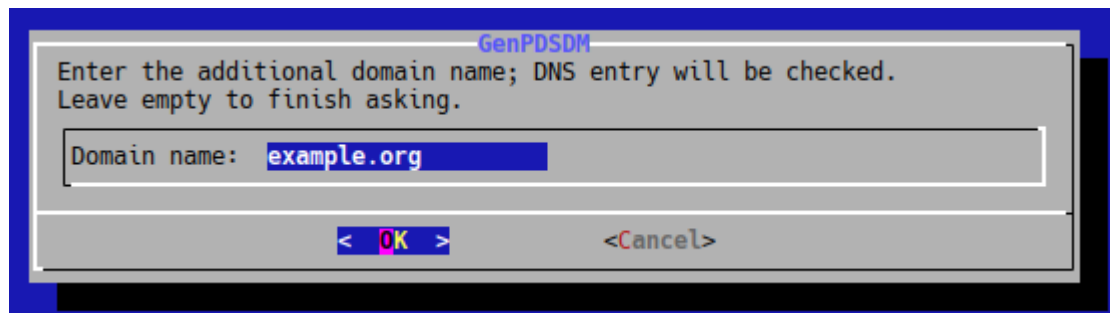 GenPDSDM
Enter the additional domain name; DNS entry will be checked.
Leave empty to finish asking.
Domain name: example.org
< OK > <Cancel>